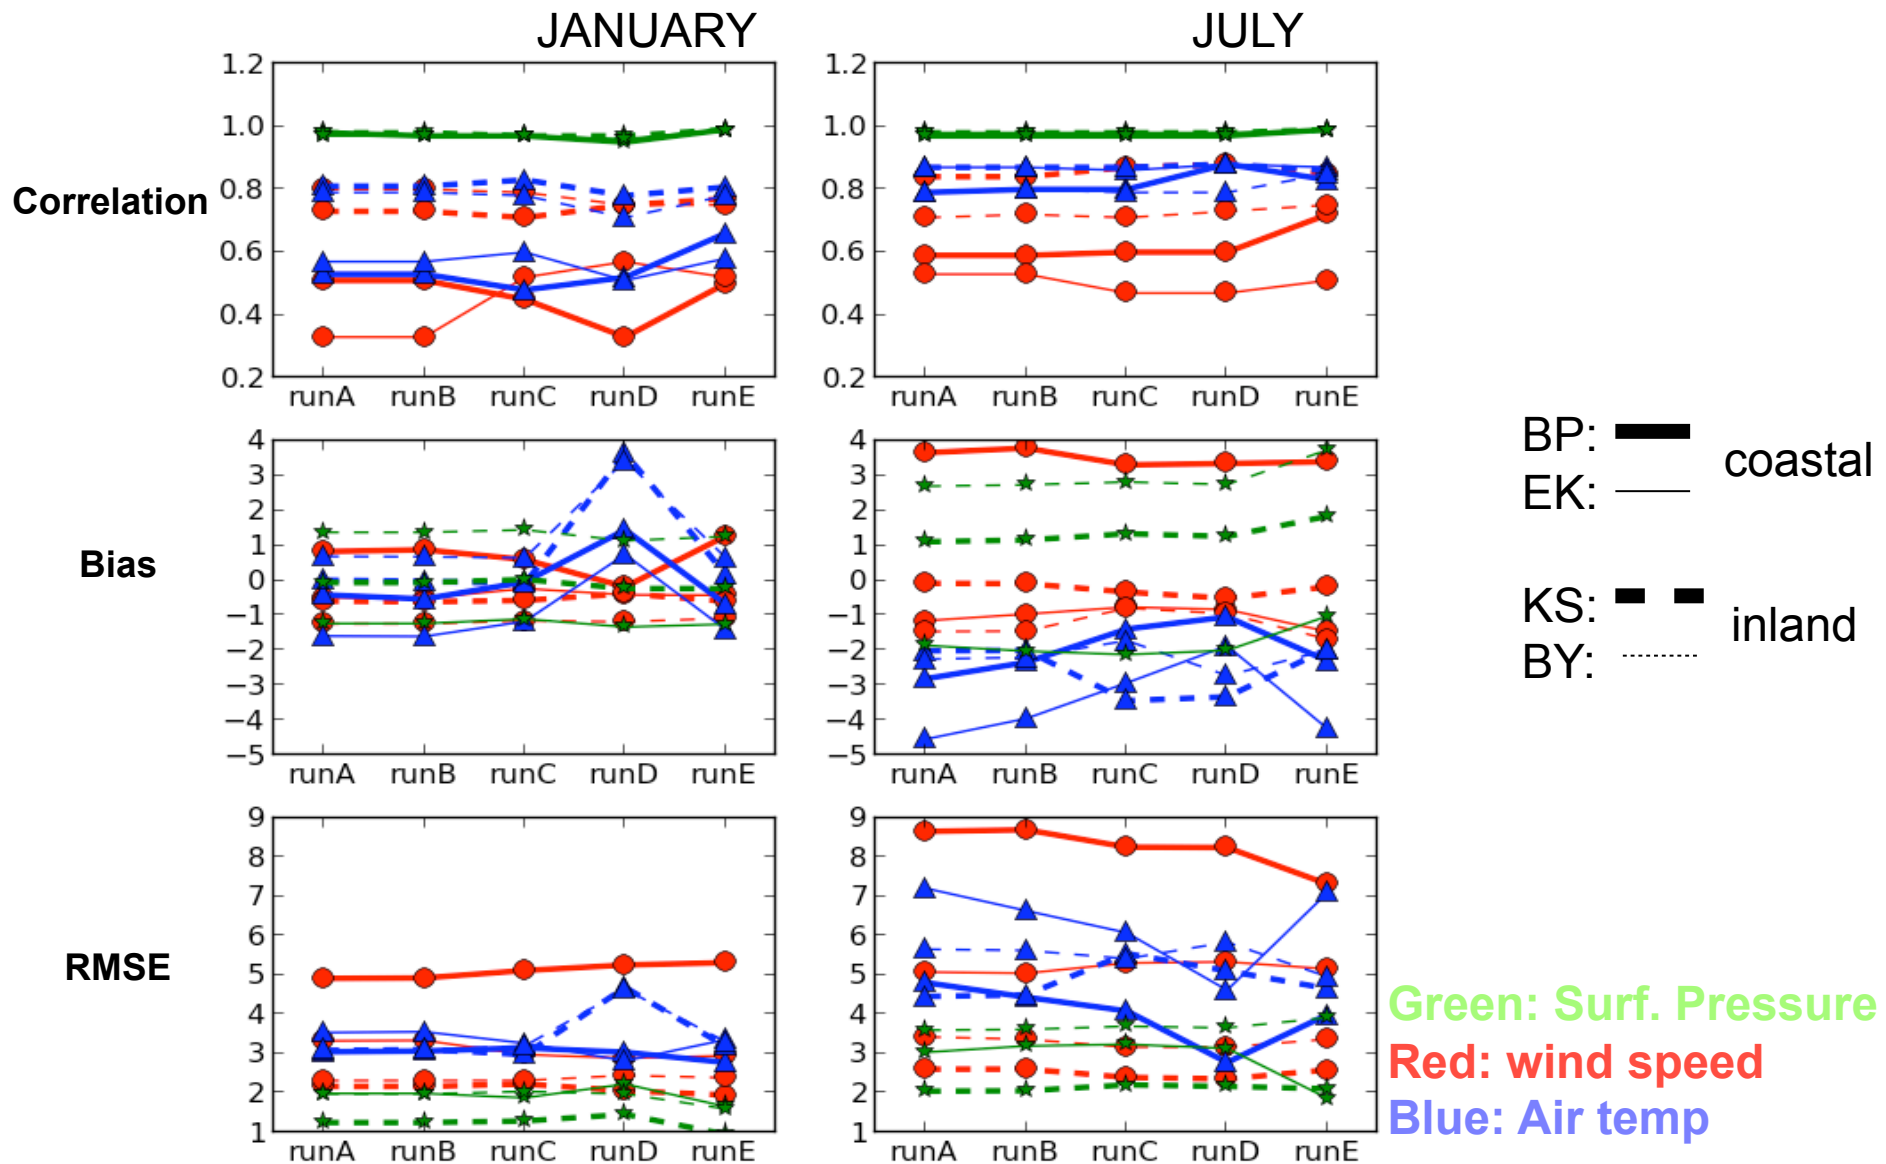 JANUARY JULY
Correlation
1.2
1.0
0.8
0.6
0.4
0.2
runA runB runC runD runE
1.2
1.0
0.8
0.6
0.4
0.2
runA runB runC runD runE
Bias
4
3
2
1
0
−1
−2
−3
−4
−5
runA runB runC runD runE
4
3
2
1
0
−1
−2
−3
−4
−5
runA runB runC runD runE
RMSE
9
8
7
6
5
4
3
2
1
runA runB runC runD runE
9
8
7
6
5
4
3
2
1
runA runB runC runD runE
BP:
EK:
coastal
KS:
BY:
inland
Green: Surf. Pressure
Red: wind speed
Blue: Air temp